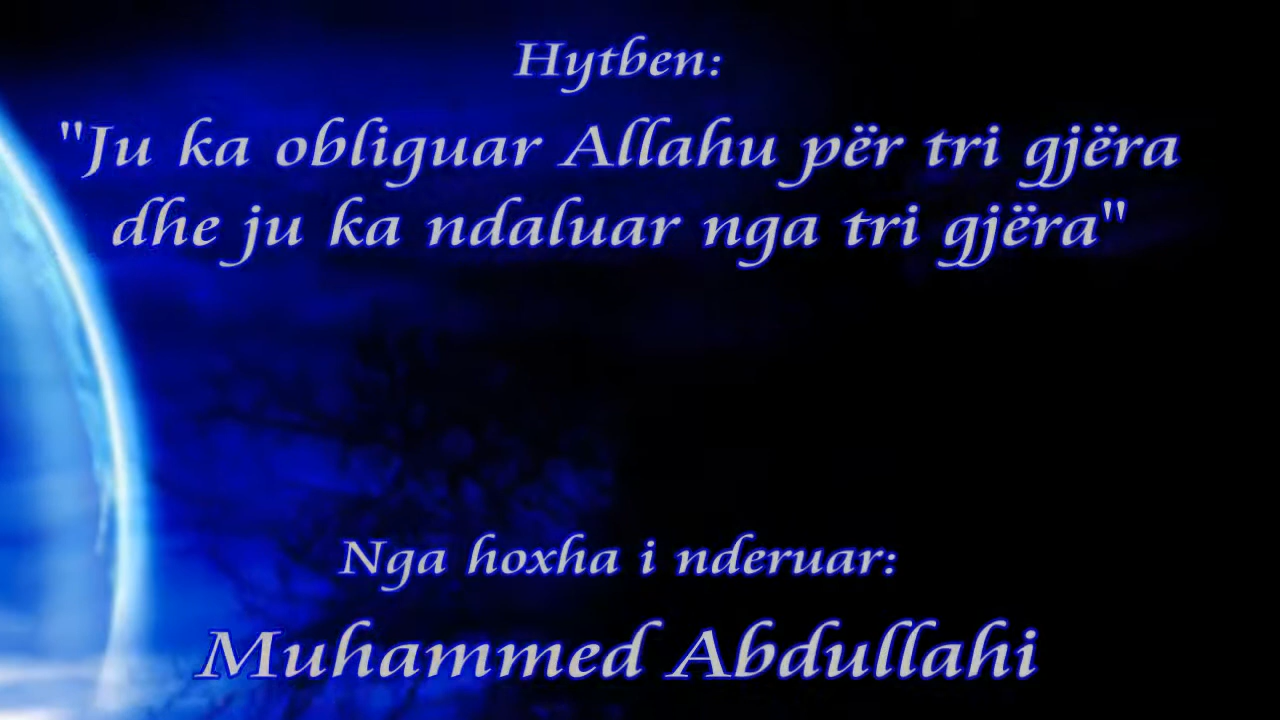 Hytben:
"Ju ka obliguar Allahu për tri gjëra
dhe ju ka ndaluar nga tri gjëra"
Nga hoxha i nderuar:
Muhammed Abdullahi